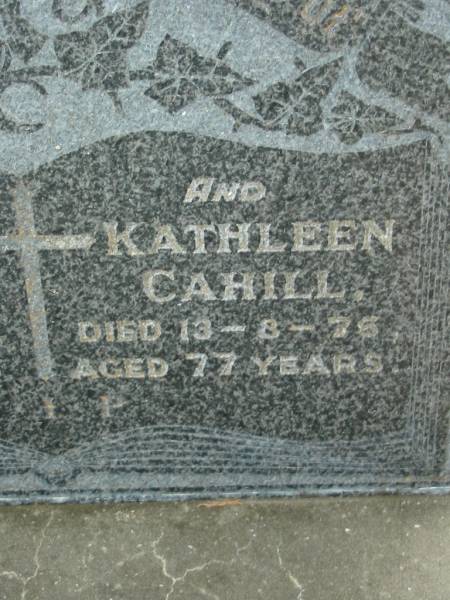 AND
KATHLEEN
CAHILL,
DIED 13-8-76,
AGED 77 YEARS.